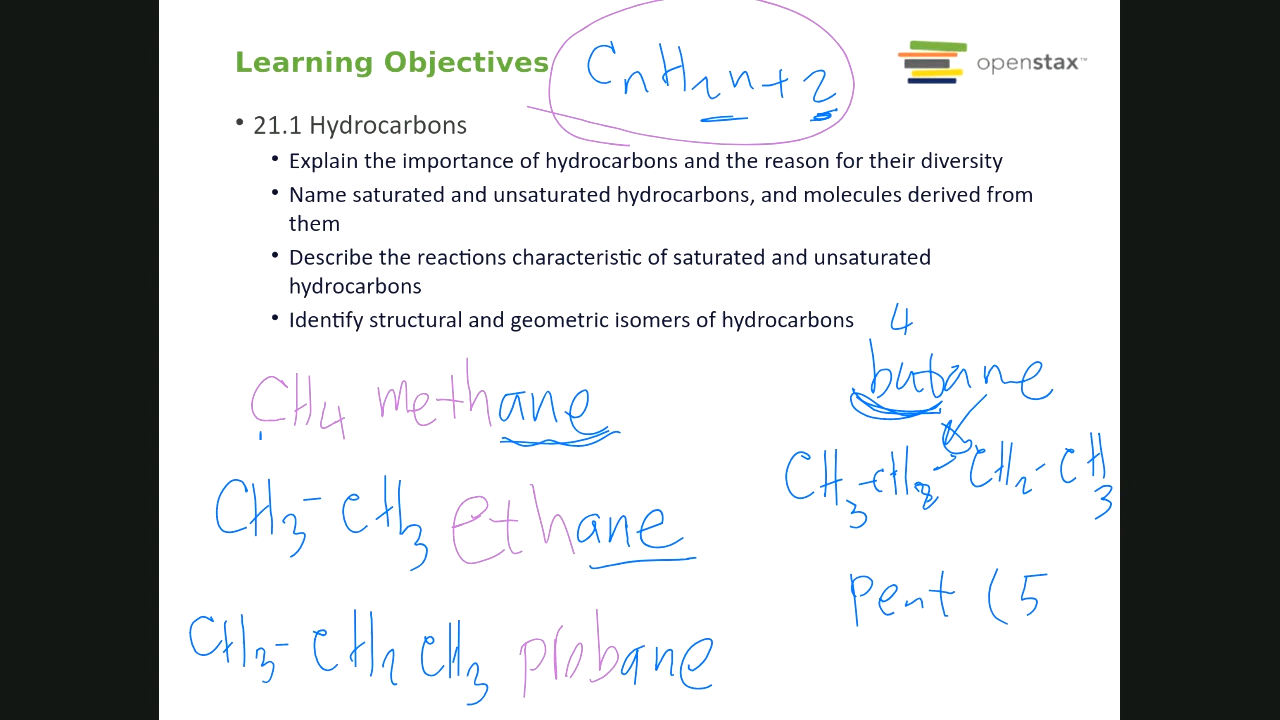 Learning Objectives
CnH2n+2
openstax™
• 21.1 Hydrocarbons
• Explain the importance of hydrocarbons and the reason for their diversity
• Name saturated and unsaturated hydrocarbons, and molecules derived from
them
• Describe the reactions characteristic of saturated and unsaturated
hydrocarbons
• Identify structural and geometric isomers of hydrocarbons
4
butane
CH4 methane
CH3-CH2-CH2-CH3
CH3-CH3 ethane
pent (5
CH3-CH2 CH3 probane